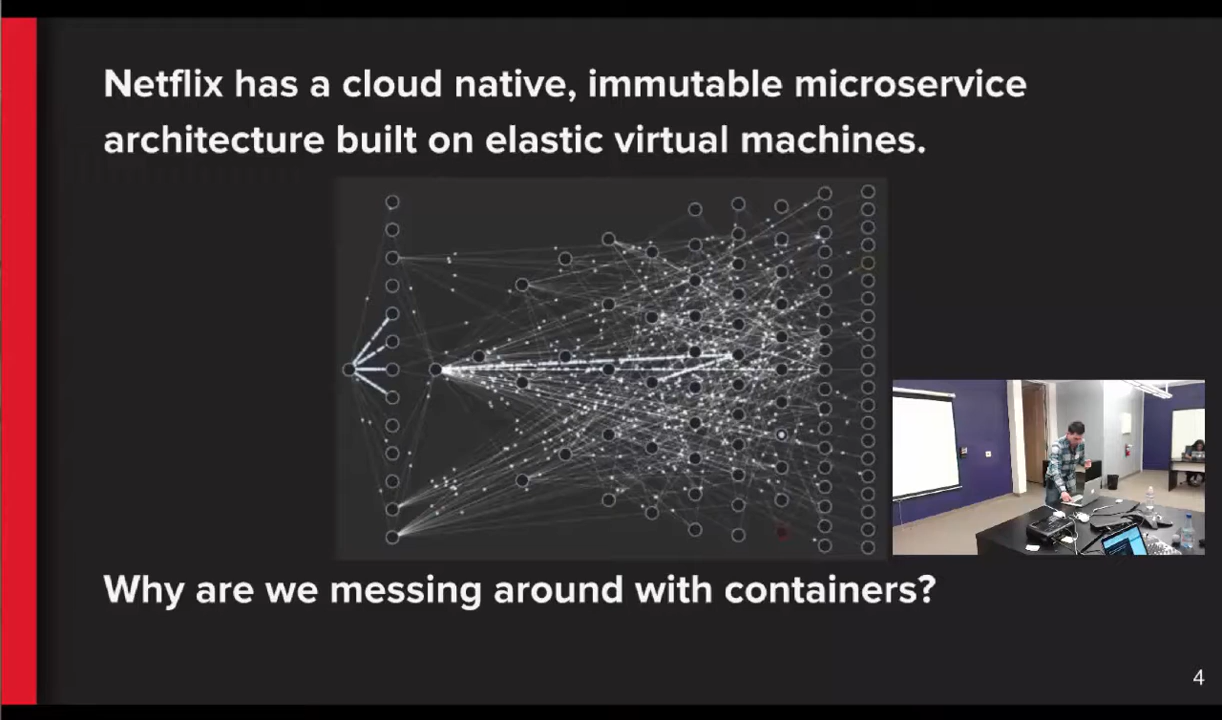 Netflix has a cloud native, immutable microservice
architecture built on elastic virtual machines.
Why are we messing around with containers?
4